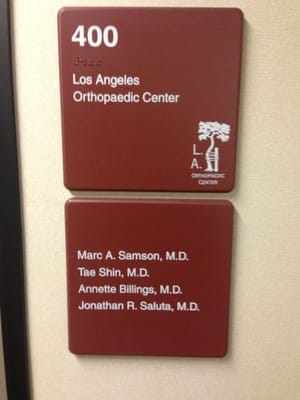 400
Los Angeles
Orthopaedic Center
L.
A.
ORTHOPAEDIC
CENTER
Marc A. Samson, M.D.
Tae Shin, M.D.
Annette Billings, M.D.
Jonathan R. Saluta, M.D.